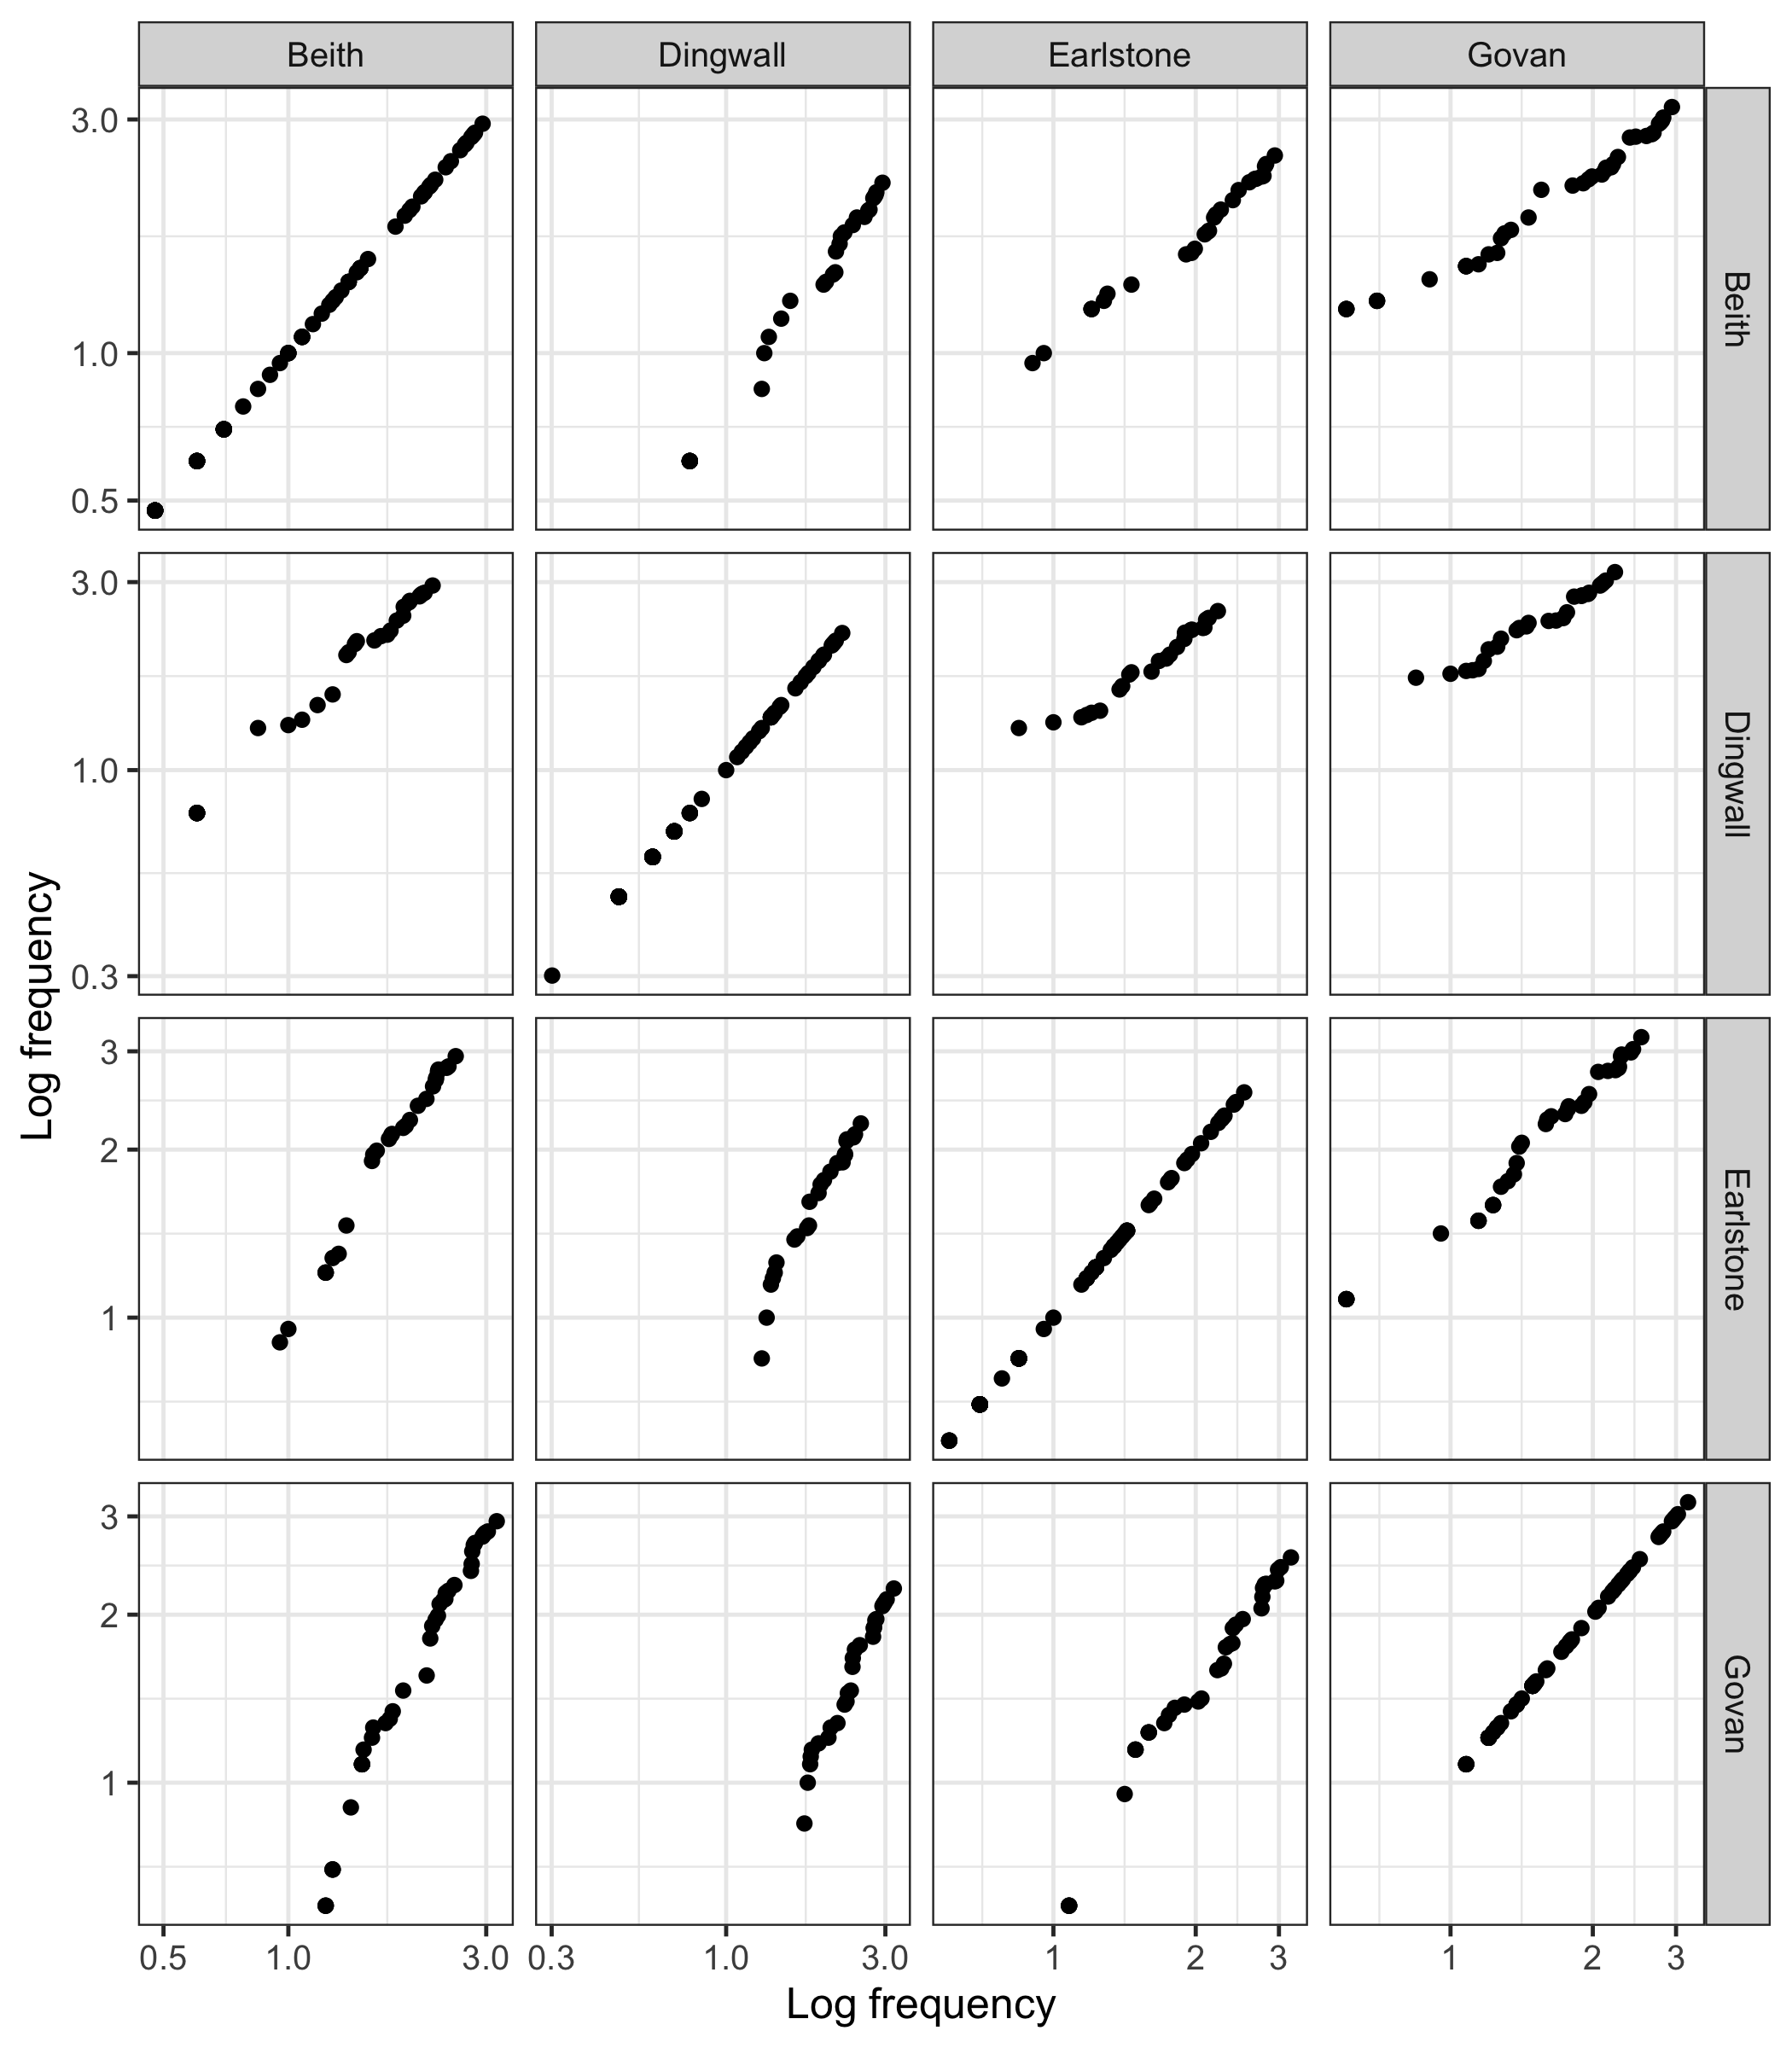 Beith Dingwall Earlstone Govan
3.0
1.0
0.5
Beith
3.0
1.0
0.3
Dingwall
3
2
1
Earlstone
3
2
1
Govan
Log frequency
0.5 1.0 3.0 0.3 1.0 3.0 1 2 3 1 2 3
Log frequency